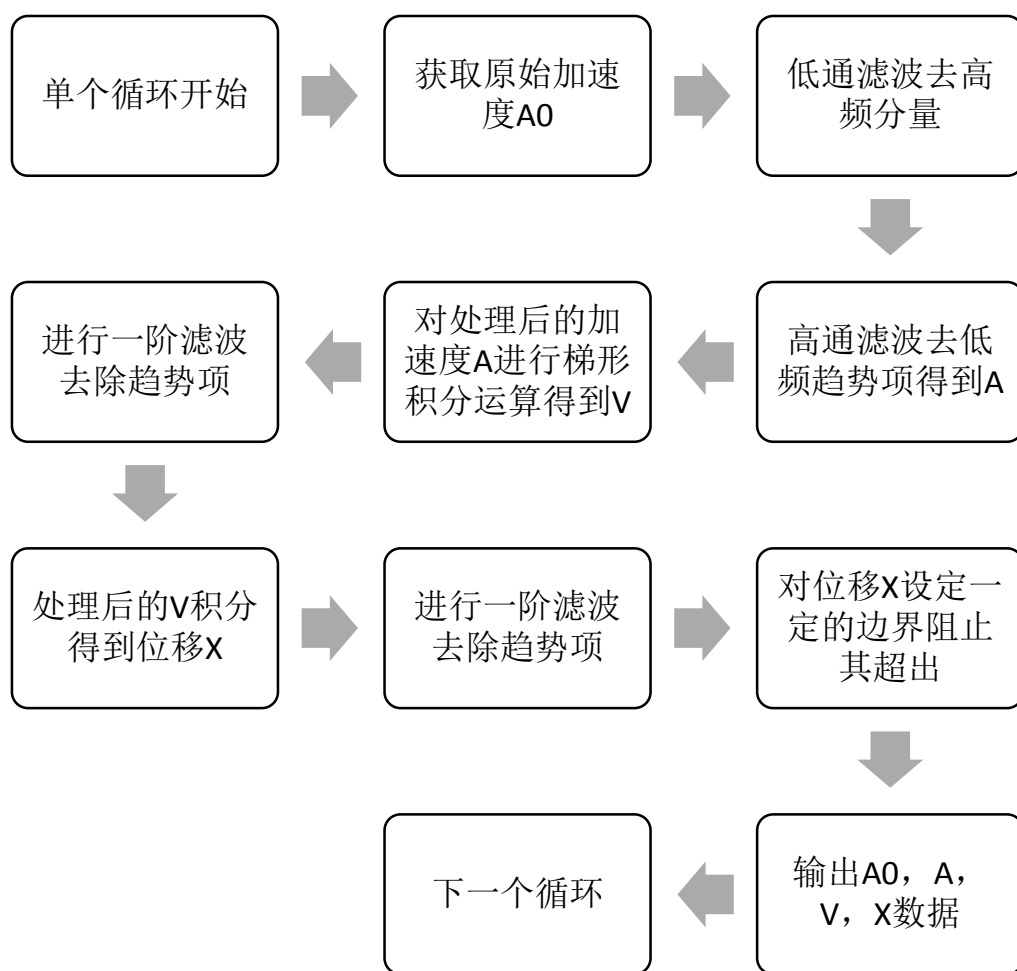 单个循环开始
获取原始加速
度A0
低通滤波去高
频分量
高通滤波去低
频趋势项得到A
对处理后的加
速度A进行梯形
积分运算得到V
进行一阶滤波
去除趋势项
处理后的V积分
得到位移X
进行一阶滤波
去除趋势项
对位移X设定一
定的边界阻止
其超出
输出A0，A，
V，X数据
下一个循环